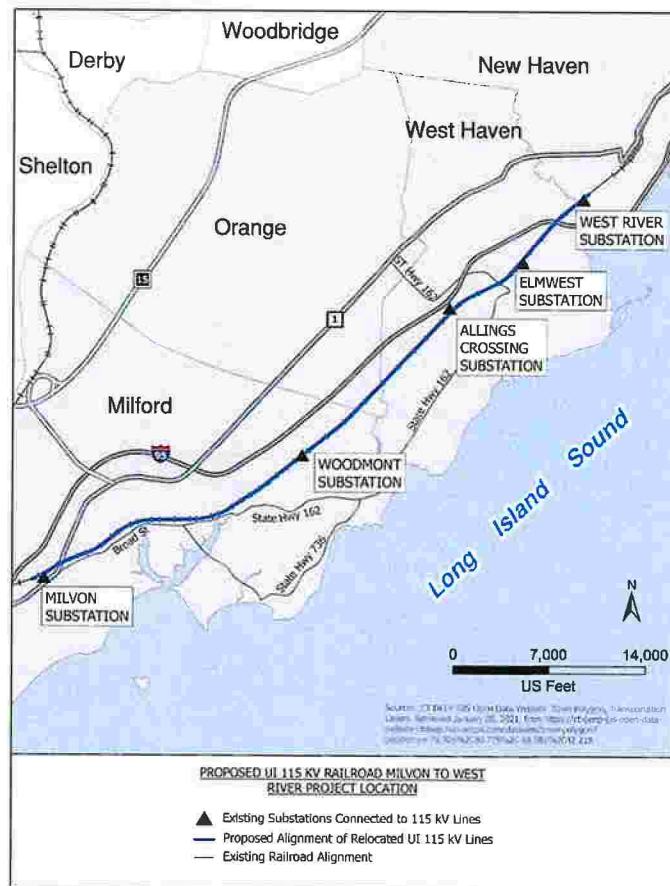 Woodbridge
Derby
New Haven
West Haven
Shelton
Orange
WEST RIVER
SUBSTATION
15
ST Hwy 162
ELMWEST
SUBSTATION
1
ALLINGS
CROSSING
SUBSTATION
State Hwy 162
Milford
Long Island Sound
WOODMONT
SUBSTATION
State Hwy 162
Broad St
State Hwy 736
MILVON
SUBSTATION
N
0 7,000 14,000
US Feet
PROPOSED UI 115 KV RAILROAD MILVON TO WEST
RIVER PROJECT LOCATION
Existing Substations Connected to 115 kV Lines
Proposed Alignment of Relocated UI 115 kV Lines
Existing Railroad Alignment